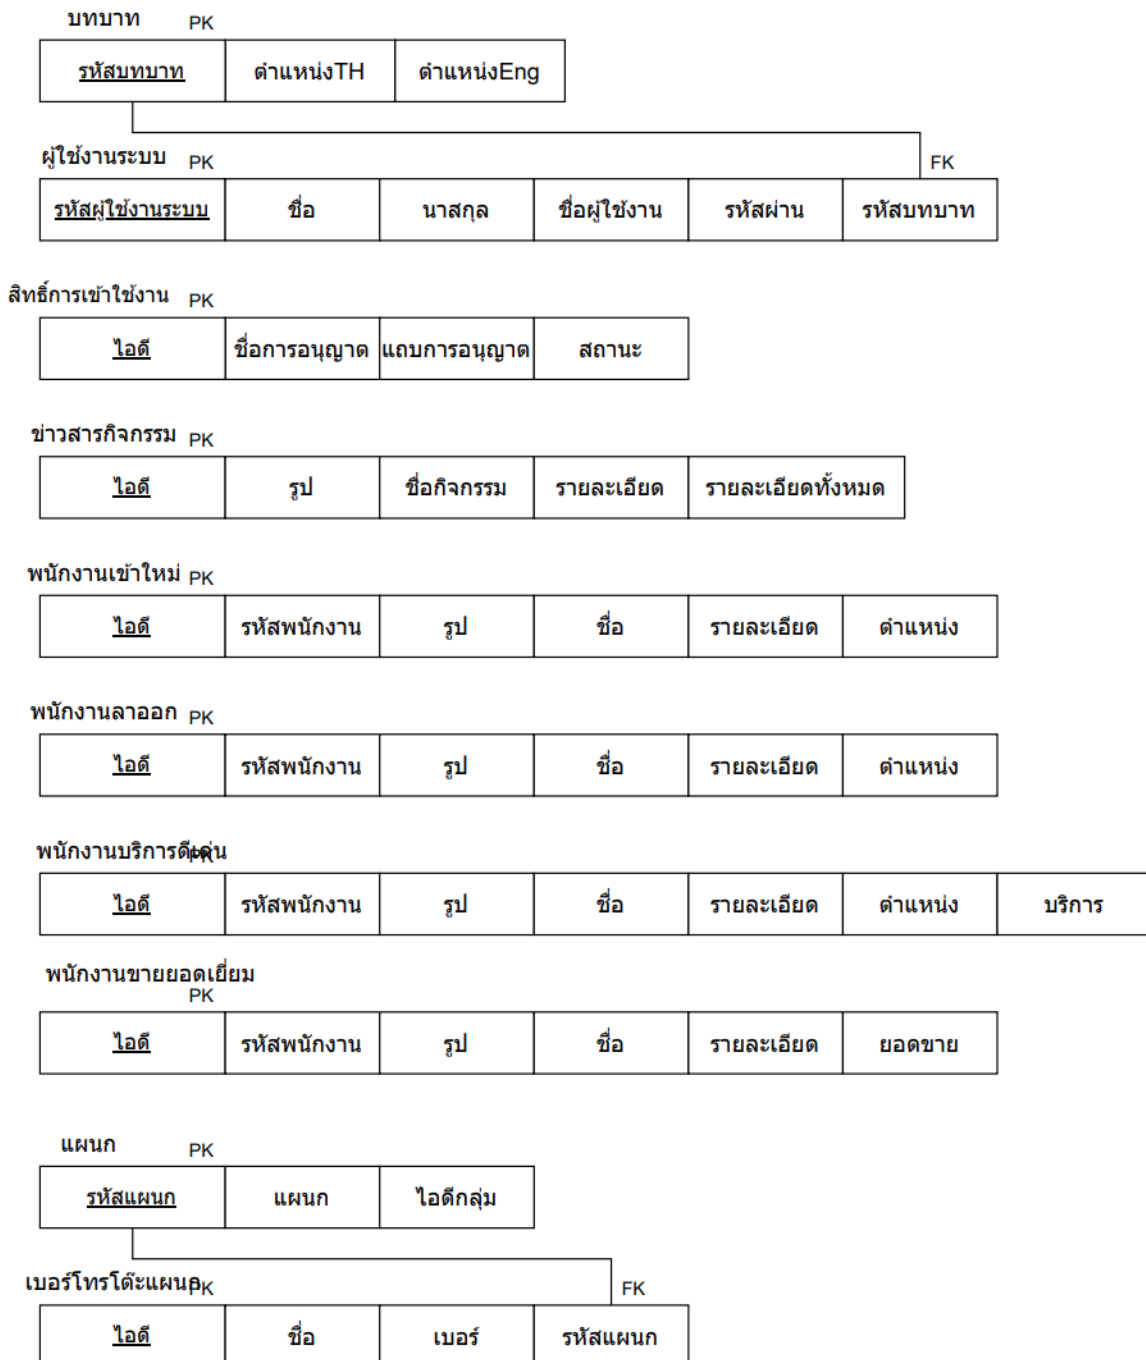 บทบาท PK
รหัสบทบาท ตำแหน่งTH ตำแหน่งEng
ผู้ใช้งานระบบ PK FK
รหัสผู้ใช้งานระบบ ชื่อ นาสกุล ชื่อผู้ใช้งาน รหัสผ่าน รหัสบทบาท
สิทธิ์การเข้าใช้งาน PK
ไอดี ชื่อการอนุญาต แถบการอนุญาต สถานะ
ข่าวสารกิจกรรม PK
ไอดี รูป ชื่อกิจกรรม รายละเอียด รายละเอียดทั้งหมด
พนักงานเข้าใหม่ PK
ไอดี รหัสพนักงาน รูป ชื่อ รายละเอียด ตำแหน่ง
พนักงานลาออก PK
ไอดี รหัสพนักงาน รูป ชื่อ รายละเอียด ตำแหน่ง
พนักงานบริการดีเด่น PK
ไอดี รหัสพนักงาน รูป ชื่อ รายละเอียด ตำแหน่ง บริการ
พนักงานขายยอดเยี่ยม
PK
ไอดี รหัสพนักงาน รูป ชื่อ รายละเอียด ยอดขาย
แผนก PK
รหัสแผนก แผนก ไอดีกลุ่ม
เบอร์โทรโต๊ะแผนก PK FK
ไอดี ชื่อ เบอร์ รหัสแผนก